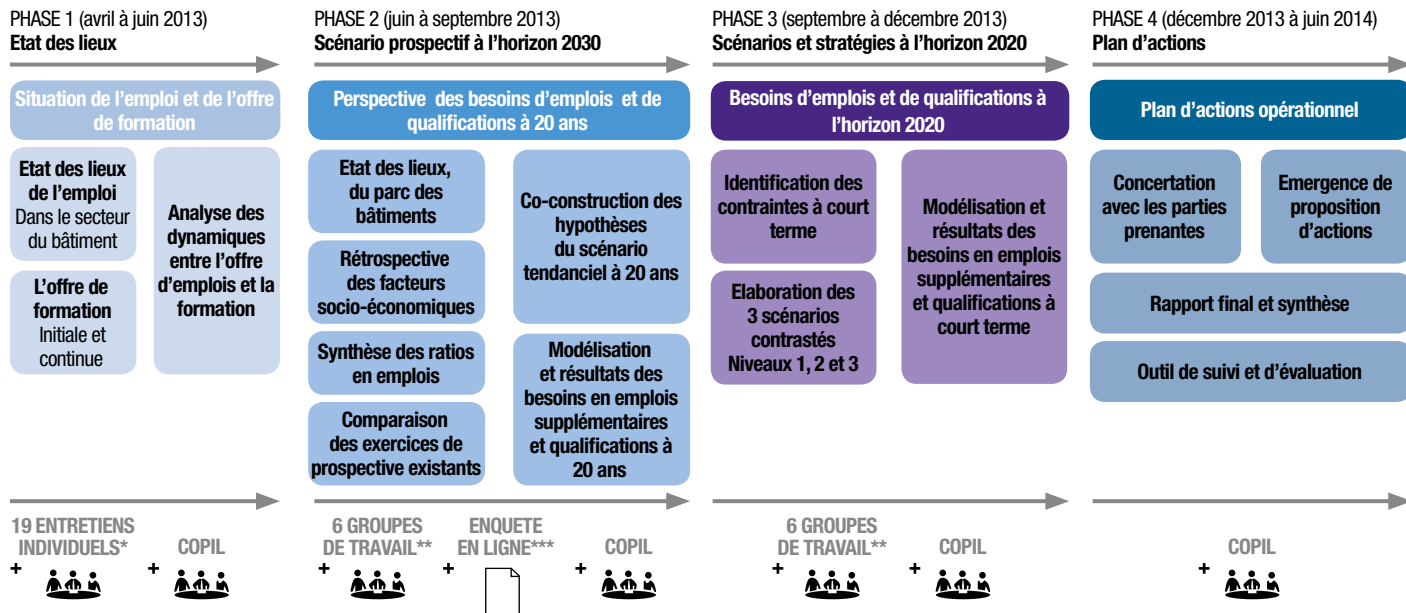 PHASE 1 (avril à juin 2013)
Etat des lieux
Situation de l'emploi et de l'offre
de formation
Etat des lieux
de l'emploi
Dans le secteur
du bâtiment
L'offre de
formation
Initiale et
continue
Analyse des
dynamiques
entre l'offre
d'emplois et la
formation
19 ENTRETIENS
INDIVIDUELS*
+
COPIL
+
PHASE 2 (juin à septembre 2013)
Scénario prospectif à l'horizon 2030
Perspective des besoins d'emplois et de
qualifications à 20 ans
Etat des lieux,
du parc des
bâtiments
Rétrospective
des facteurs
socio-économiques
Synthèse des ratios
en emplois
Comparaison
des exercices de
prospective existants
Co-construction des
hypothèses
du scénario
tendanciel à 20 ans
Modélisation
et résultats des
besoins en emplois
supplémentaires
et qualifications à
20 ans
6 GROUPES
DE TRAVAIL**
+
ENQUETE
EN LIGNE***
+
COPIL
+
PHASE 3 (septembre à décembre 2013)
Scénarios et stratégies à l'horizon 2020
Besoins d'emplois et de qualifications à
l'horizon 2020
Identification des
contraintes à court
terme
Elaboration des
3 scénarios
contrastés
Niveaux 1, 2 et 3
Modélisation et
résultats des
besoins en emplois
supplémentaires
et qualifications à
court terme
6 GROUPES
DE TRAVAIL**
+
COPIL
+
PHASE 4 (décembre 2013 à juin 2014)
Plan d'actions
Plan d'actions opérationnel
Concertation
avec les parties
prenantes
Emergence de
proposition
d'actions
Rapport final et synthèse
Outil de suivi et d'évaluation
COPIL
+